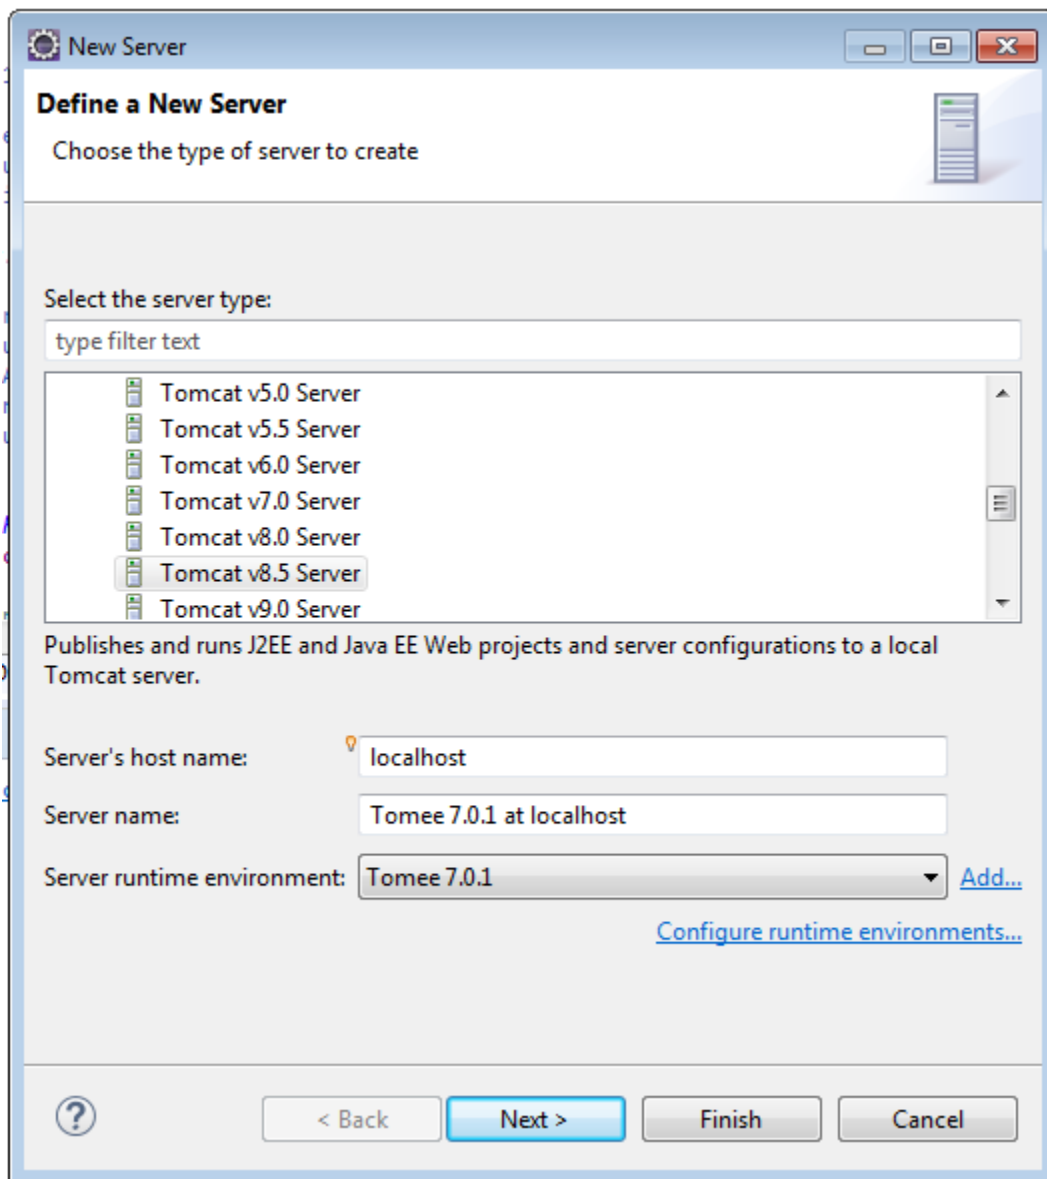 New Server
Define a New Server
Choose the type of server to create
Select the server type:
type filter text
Tomcat v5.0 Server
Tomcat v5.5 Server
Tomcat v6.0 Server
Tomcat v7.0 Server
Tomcat v8.0 Server
Tomcat v8.5 Server
Tomcat v9.0 Server
Publishes and runs J2EE and Java EE Web projects and server configurations to a local
Tomcat server.
Server's host name: localhost
Server name: Tomee 7.0.1 at localhost
Server runtime environment: Tomee 7.0.1 Add...
Configure runtime environments...
? < Back Next > Finish Cancel